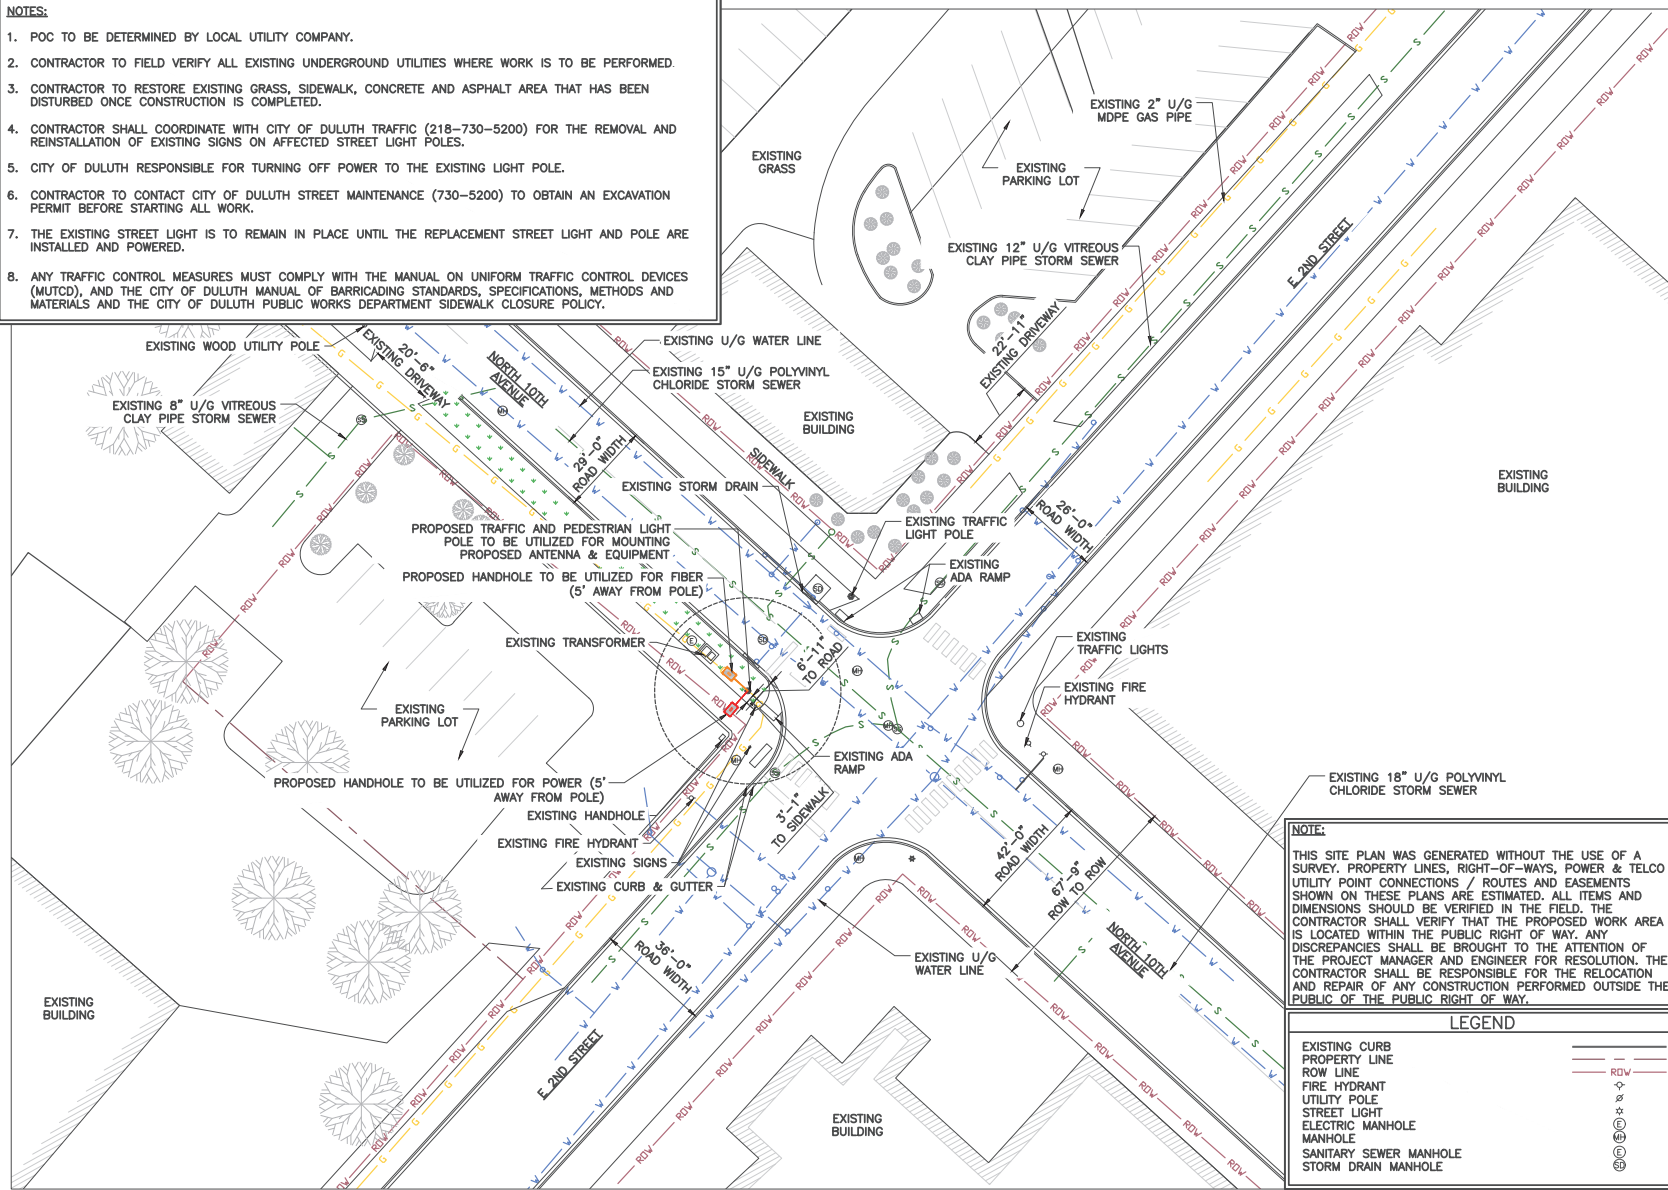 NOTES:
1. POC TO BE DETERMINED BY LOCAL UTILITY COMPANY.
2. CONTRACTOR TO FIELD VERIFY ALL EXISTING UNDERGROUND UTILITIES WHERE WORK IS TO BE PERFORMED.
3. CONTRACTOR TO RESTORE EXISTING GRASS, SIDEWALK, CONCRETE AND ASPHALT AREA THAT HAS BEEN
DISTURBED ONCE CONSTRUCTION IS COMPLETED.
4. CONTRACTOR SHALL COORDINATE WITH CITY OF DULUTH TRAFFIC (218-730-5200) FOR THE REMOVAL AND
REINSTALLATION OF EXISTING SIGNS ON AFFECTED STREET LIGHT POLES.
5. CITY OF DULUTH RESPONSIBLE FOR TURNING OFF POWER TO THE EXISTING LIGHT POLE.
6. CONTRACTOR TO CONTACT CITY OF DULUTH STREET MAINTENANCE (730-5200) TO OBTAIN AN EXCAVATION
PERMIT BEFORE STARTING ALL WORK.
7. THE EXISTING STREET LIGHT IS TO REMAIN IN PLACE UNTIL THE REPLACEMENT STREET LIGHT AND POLE ARE
INSTALLED AND POWERED.
8. ANY TRAFFIC CONTROL MEASURES MUST COMPLY WITH THE MANUAL ON UNIFORM TRAFFIC CONTROL DEVICES
(MUTCD), AND THE CITY OF DULUTH MANUAL OF BARRICADING STANDARDS, SPECIFICATIONS, METHODS AND
MATERIALS AND THE CITY OF DULUTH PUBLIC WORKS DEPARTMENT SIDEWALK CLOSURE POLICY.
EXISTING 2" U/G
MDPE GAS PIPE
EXISTING
GRASS
EXISTING
PARKING LOT
EXISTING 12" U/G VITREOUS
CLAY PIPE STORM SEWER
E. 2ND STREET
22'-11"
EXISTING DRIVEWAY
EXISTING WOOD UTILITY POLE
20'-6"
EXISTING DRIVEWAY
NORTH 10TH
AVENUE
EXISTING U/G WATER LINE
EXISTING 15" U/G POLYVINYL
CHLORIDE STORM SEWER
EXISTING 8" U/G VITREOUS
CLAY PIPE STORM SEWER
EXISTING
BUILDING
29'-0"
ROAD WIDTH
SIDEWALK
EXISTING STORM DRAIN
EXISTING
BUILDING
26'-0"
ROAD WIDTH
PROPOSED TRAFFIC AND PEDESTRIAN LIGHT
POLE TO BE UTILIZED FOR MOUNTING
PROPOSED ANTENNA & EQUIPMENT
EXISTING TRAFFIC
LIGHT POLE
EXISTING
ADA RAMP
PROPOSED HANDHOLE TO BE UTILIZED FOR FIBER
(5' AWAY FROM POLE)
EXISTING TRANSFORMER
6'-11"
TO ROAD
EXISTING
TRAFFIC LIGHTS
EXISTING FIRE
HYDRANT
EXISTING
PARKING LOT
EXISTING ADA
RAMP
PROPOSED HANDHOLE TO BE UTILIZED FOR POWER (5'
AWAY FROM POLE)
EXISTING HANDHOLE
EXISTING FIRE HYDRANT
EXISTING SIGNS
EXISTING CURB & GUTTER
3'-1"
TO SIDEWALK
EXISTING 18" U/G POLYVINYL
CHLORIDE STORM SEWER
42'-0"
ROAD WIDTH
67'-9"
ROW TO ROW
36'-0"
ROAD WIDTH
EXISTING U/G
WATER LINE
NORTH 10TH
AVENUE
E. 2ND STREET
EXISTING
BUILDING
EXISTING
BUILDING
NOTE:
THIS SITE PLAN WAS GENERATED WITHOUT THE USE OF A
SURVEY. PROPERTY LINES, RIGHT-OF-WAYS, POWER & TELCO
UTILITY POINT CONNECTIONS / ROUTES AND EASEMENTS
SHOWN ON THESE PLANS ARE ESTIMATED. ALL ITEMS AND
DIMENSIONS SHOULD BE VERIFIED IN THE FIELD. THE
CONTRACTOR SHALL VERIFY THAT THE PROPOSED WORK AREA
IS LOCATED WITHIN THE PUBLIC RIGHT OF WAY. ANY
DISCREPANCIES SHALL BE BROUGHT TO THE ATTENTION OF
THE PROJECT MANAGER AND ENGINEER FOR RESOLUTION. THE
CONTRACTOR SHALL BE RESPONSIBLE FOR THE RELOCATION
AND REPAIR OF ANY CONSTRUCTION PERFORMED OUTSIDE THE
PUBLIC OF THE PUBLIC RIGHT OF WAY.
LEGEND
EXISTING CURB
PROPERTY LINE
ROW LINE ROW
FIRE HYDRANT
UTILITY POLE
STREET LIGHT
ELECTRIC MANHOLE E
MANHOLE MH
SANITARY SEWER MANHOLE E
STORM DRAIN MANHOLE SD